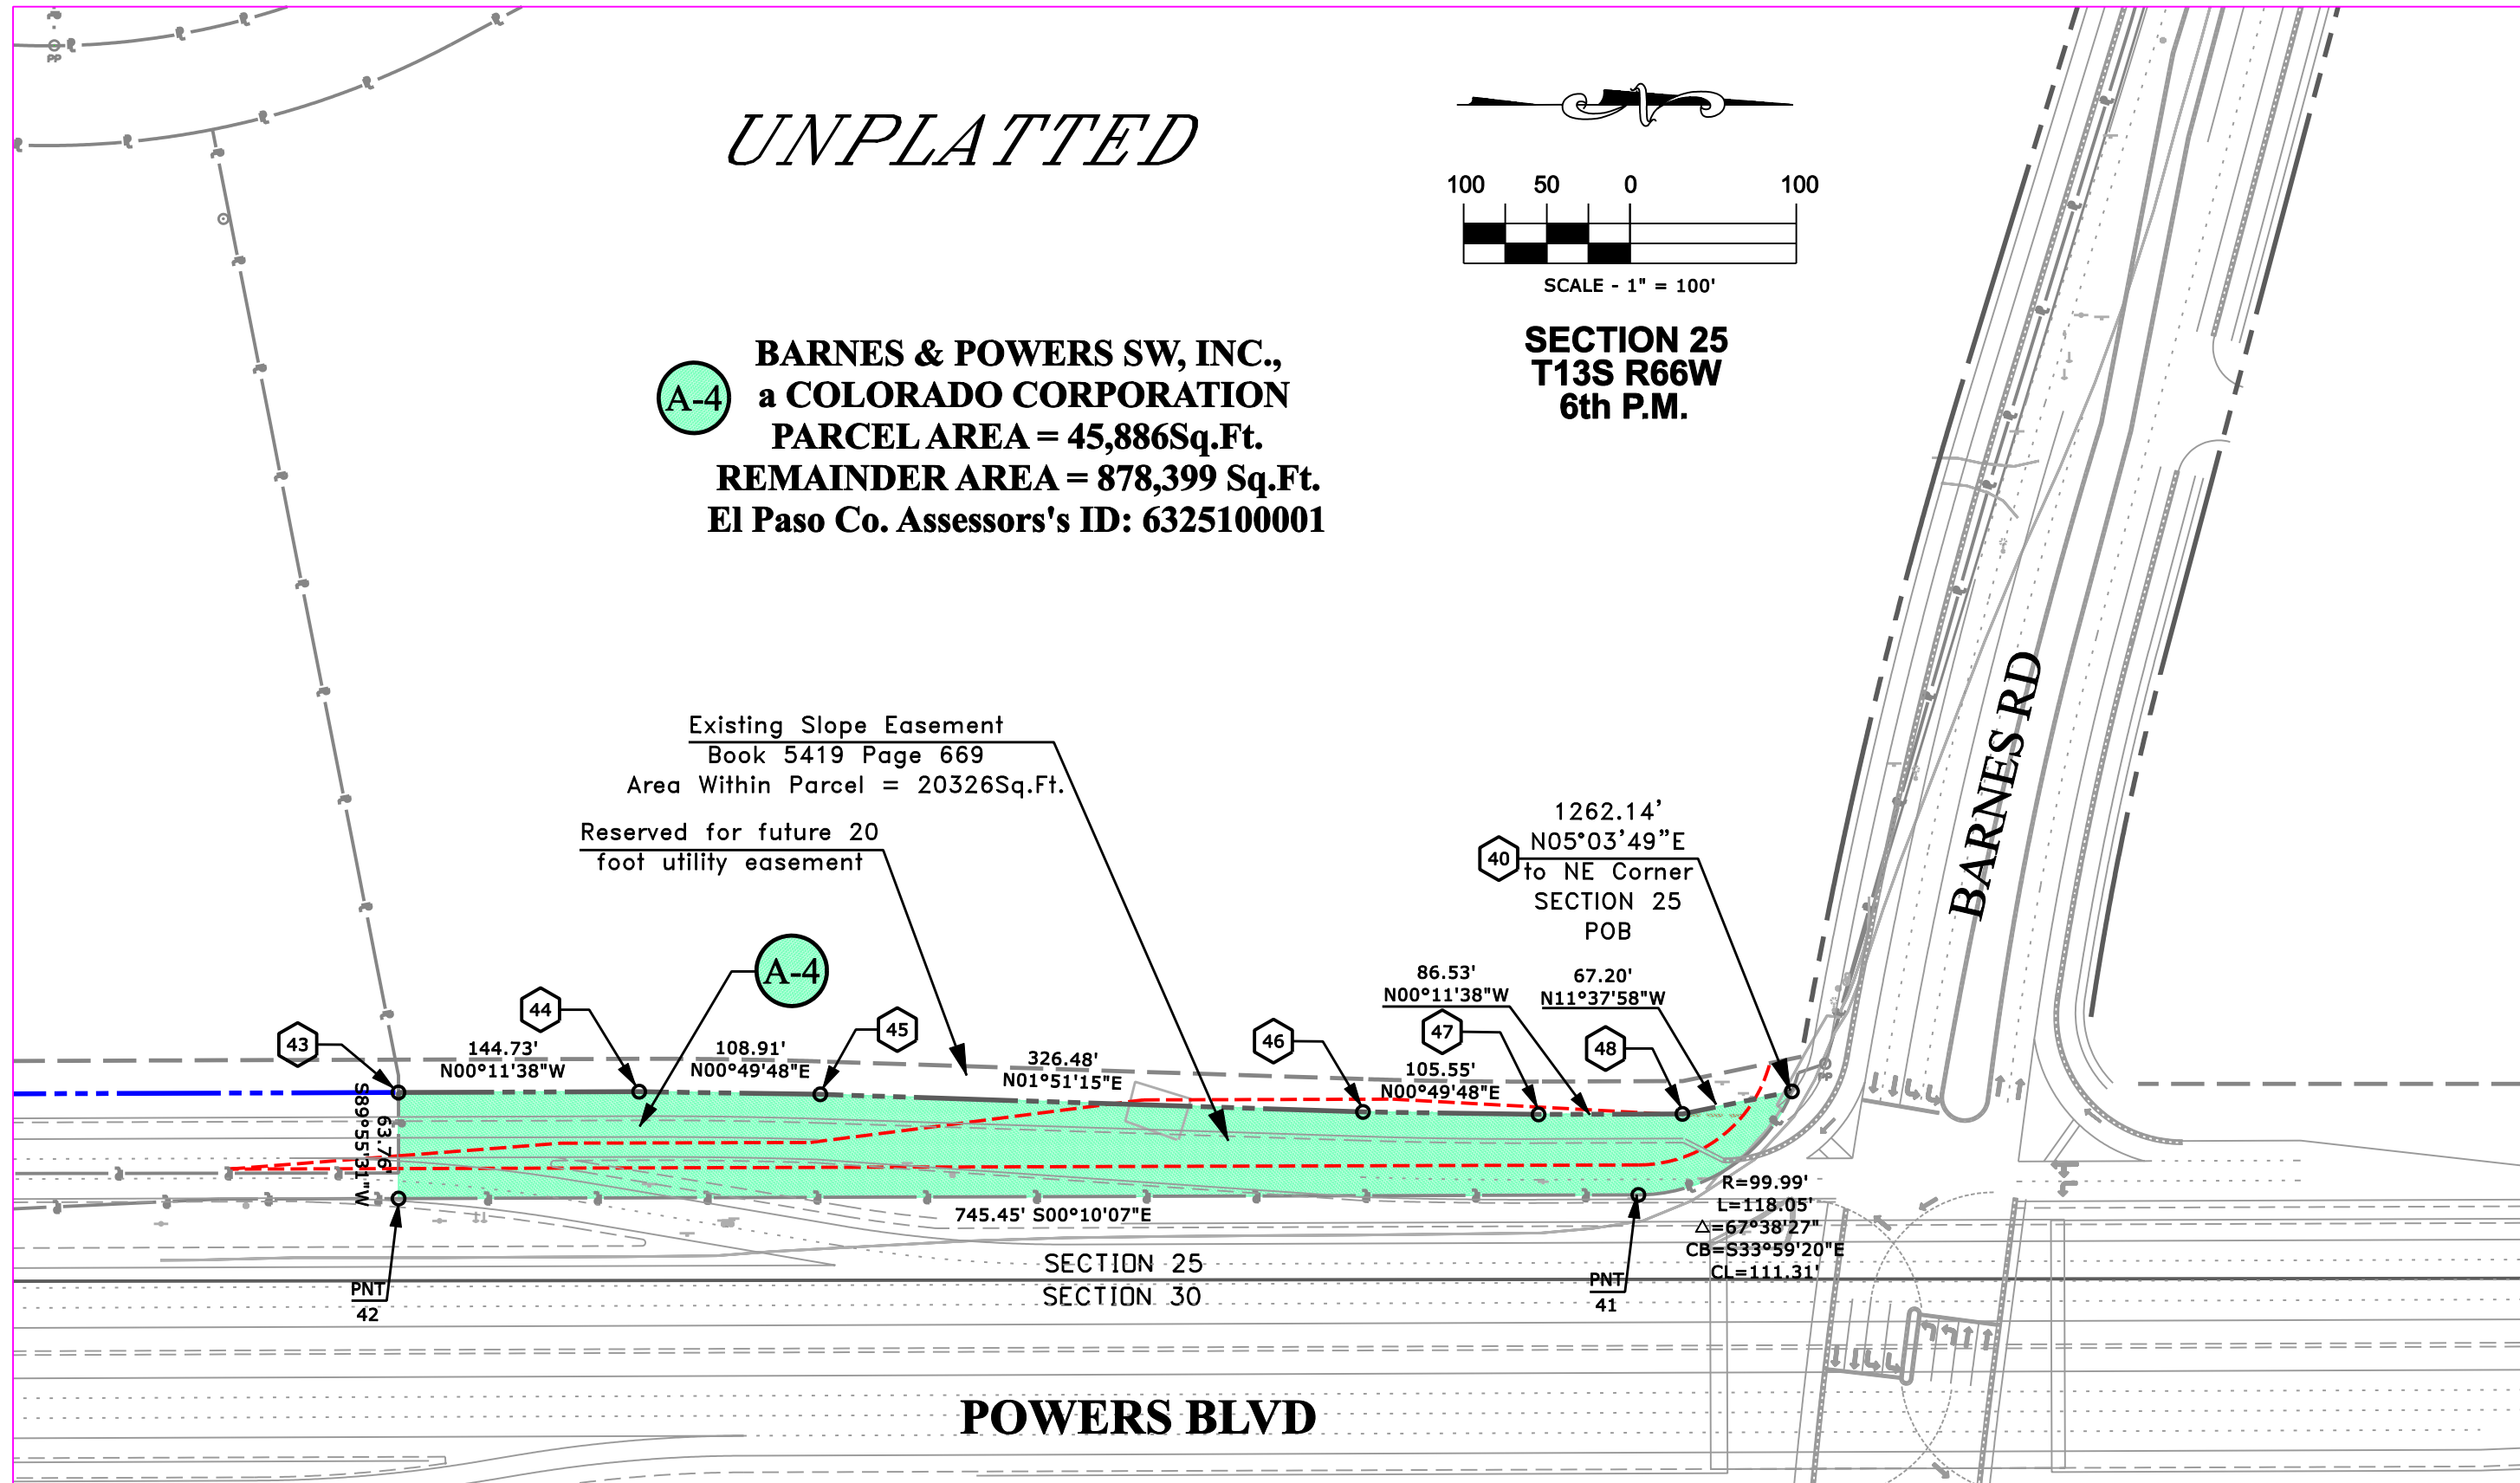 PP
UNPLATTED
100 50 0 100
SCALE - 1" = 100'
SECTION 25
T13S R66W
6th P.M.
A-4
BARNES & POWERS SW, INC.,
a COLORADO CORPORATION
PARCEL AREA = 45,886Sq.Ft.
REMAINDER AREA = 878,399 Sq.Ft.
El Paso Co. Assessors's ID: 6325100001
BARNES RD
Existing Slope Easement
Book 5419 Page 669
Area Within Parcel = 20326Sq.Ft.
Reserved for future 20
foot utility easement
1262.14'
N05°03'49"E
40
to NE Corner
SECTION 25
POB
A-4
43
44
45
46
47
48
144.73'
N00°11'38"W
108.91'
N00°49'48"E
326.48'
N01°51'15"E
105.55'
N00°49'48"E
86.53'
N00°11'38"W
67.20'
N11°37'58"W
PP
63.76'
S89°55'31"W
745.45' S00°10'07"E
R=99.99'
L=118.05'
△=67°38'27"
CB=S33°59'20"E
CL=111.31'
SECTION 25
SECTION 30
PNT
42
PNT
41
POWERS BLVD